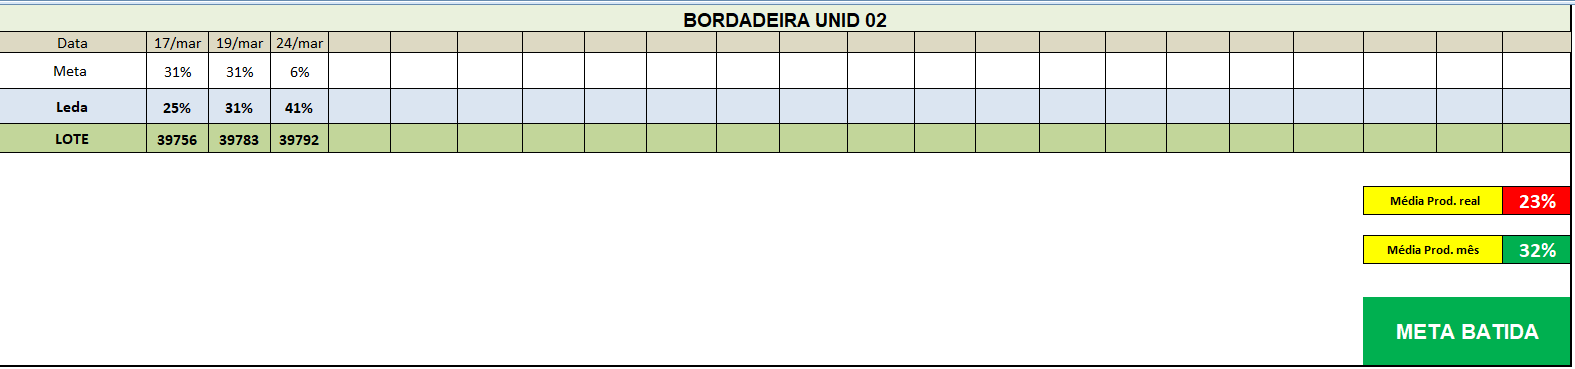 BORDADEIRA UNID 02
Data 17/mar 19/mar 24/mar
Meta 31% 31% 6%
Leda 25% 31% 41%
LOTE 39756 39783 39792
Média Prod. real 23%
Média Prod. mês 32%
META BATIDA